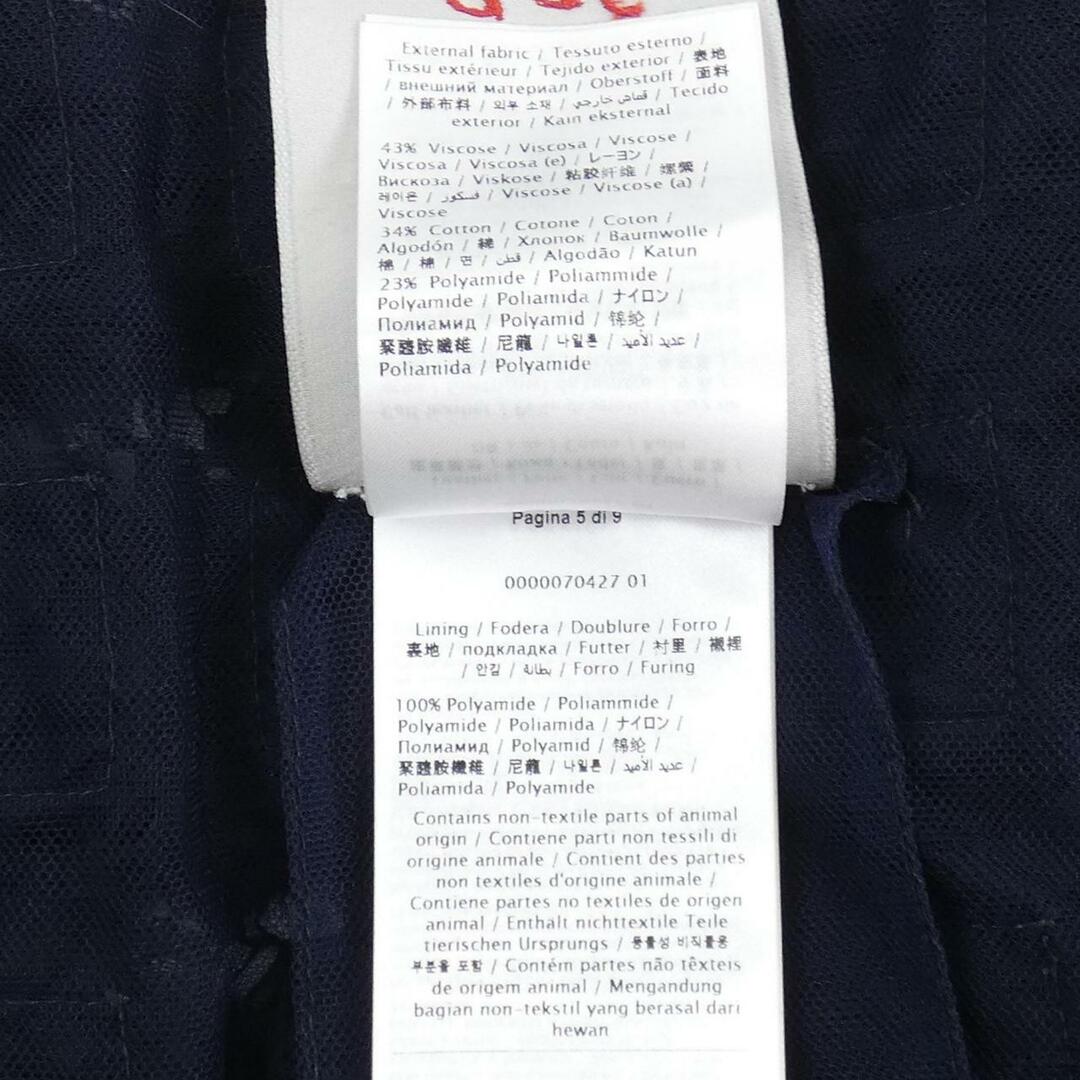 External fabric / Tessuto esterno /
Tissu extérieur / Tejido exterior / 表地
/ внешний материал / Oberstoff / 面料
/ 外部布料 / 외부 소재 / قماش خارجي / Tecido
exterior / Kain eksternal
43% Viscose / Viscosa / Viscose /
Viscosa / Viscosa (e) / レーヨン /
Вискоза / Viskose / 粘胶纤维 / 螺縈 /
레이온 / فسكوز / Viscose / Viscose (a) /
Viscose
34% Cotton / Cotone / Coton /
Algodón / 綿 / Хлопок / Baumwolle /
棉 / 棉 / 면 / قطن / Algodão / Katun
23% Polyamide / Poliammide /
Polyamide / Poliamida / ナイロン /
Полиамид / Polyamid / 锦纶 /
聚醯胺纖維 / 尼龍 / 나일론 / عديد الأميد /
Poliamida / Polyamide
Pagina 5 di 9
0000070427 01
Lining / Fodera / Doublure / Forro /
裏地 / подкладка / Futter / 衬里 / 襯裡
/ 안감 / بطانة / Forro / Furing
100% Polyamide / Poliammide /
Polyamide / Poliamida / ナイロン /
Полиамид / Polyamid / 锦纶 /
聚醯胺纖維 / 尼龍 / 나일론 / عديد الأميد /
Poliamida / Polyamide
Contains non-textile parts of animal
origin / Contiene parti non tessili di
origine animale / Contient des parties
non textiles d'origine animale /
Contiene partes no textiles de origen
animal / Enthält nichttextile Teile
tierischen Ursprungs / 동물성 비직물용
부분을 포함 / Contém partes não têxteis
de origem animal / Mengandung
bagian non-tekstil yang berasal dari
hewan